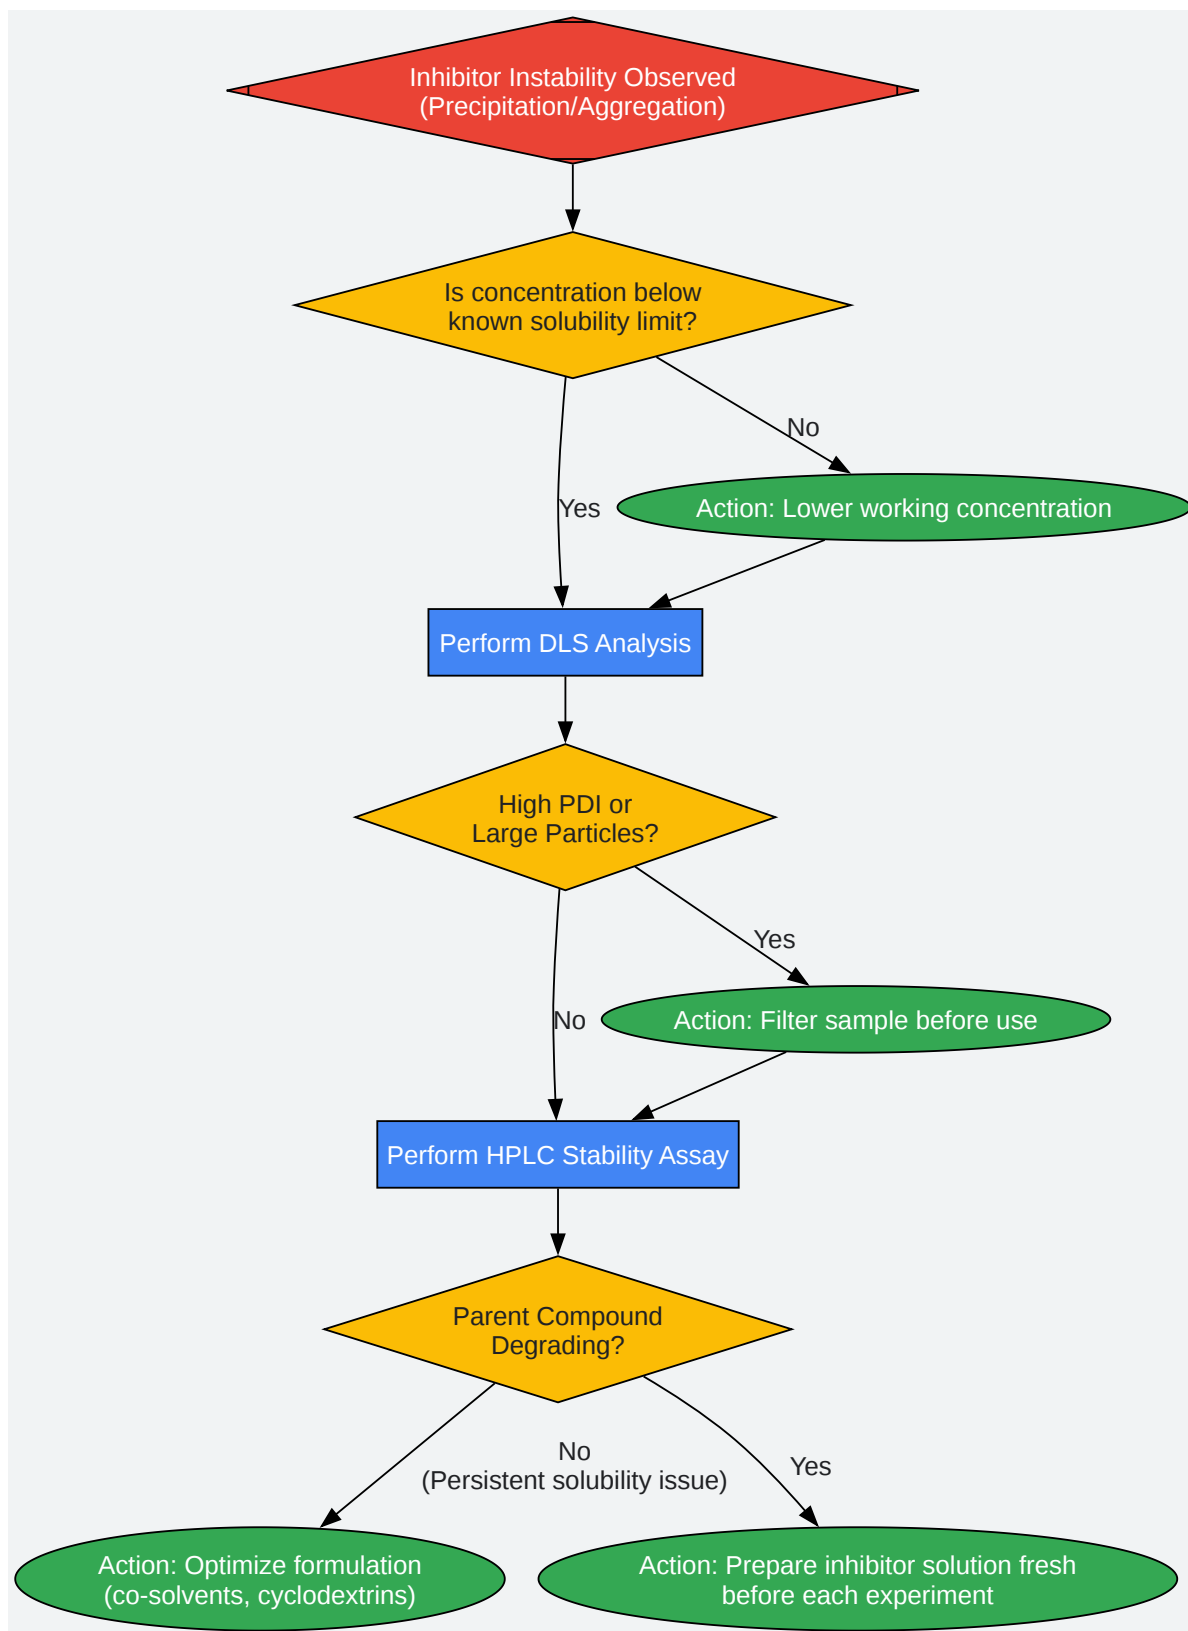 Inhibitor Instability Observed
(Precipitation/Aggregation)
Is concentration below
known solubility limit?
No
Yes
Action: Lower working concentration
Perform DLS Analysis
High PDI or
Large Particles?
Yes
No
Action: Filter sample before use
Perform HPLC Stability Assay
Parent Compound
Degrading?
No
(Persistent solubility issue)
Yes
Action: Optimize formulation
(co-solvents, cyclodextrins)
Action: Prepare inhibitor solution fresh
before each experiment